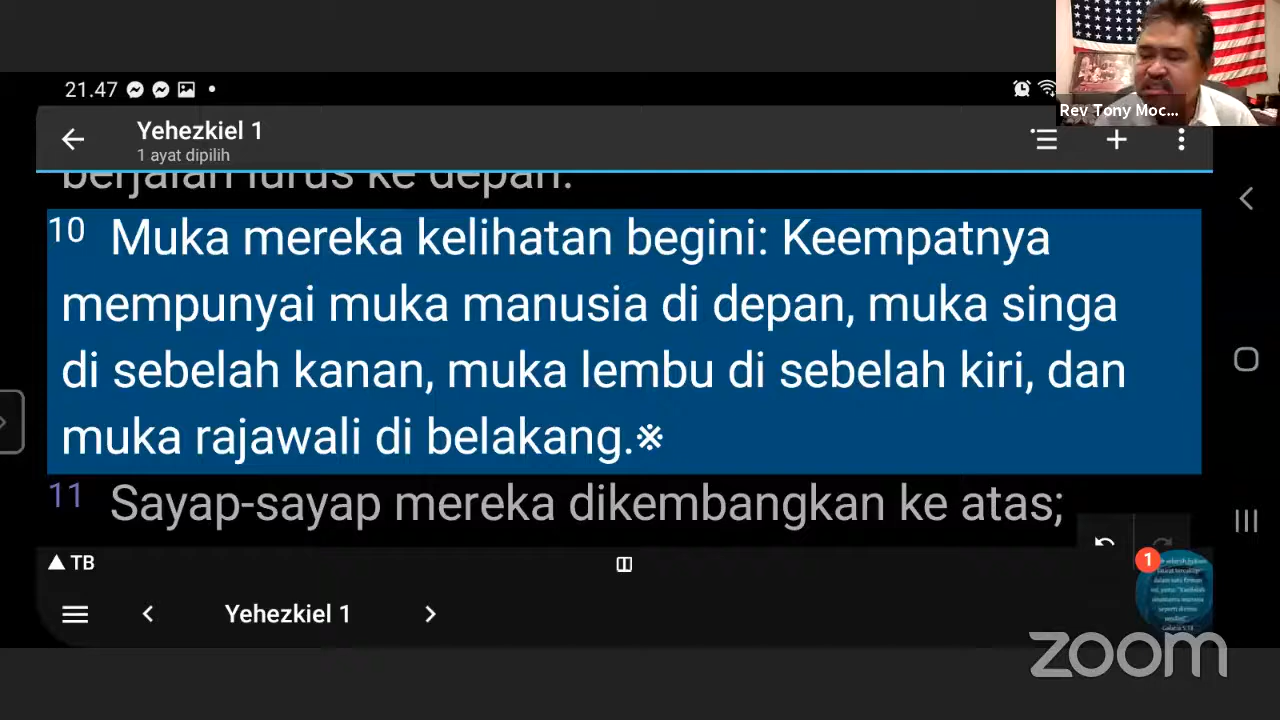 21.47
Rev Tony Moc...
Yehezkiel 1
1 ayat dipilih
berjalan lurus ke depan.
10 Muka mereka kelihatan begini: Keempatnya
mempunyai muka manusia di depan, muka singa
di sebelah kanan, muka lembu di sebelah kiri, dan
muka rajawali di belakang.※
11 Sayap-sayap mereka dikembangkan ke atas;
TB
1
Yehezkiel 1
zoom